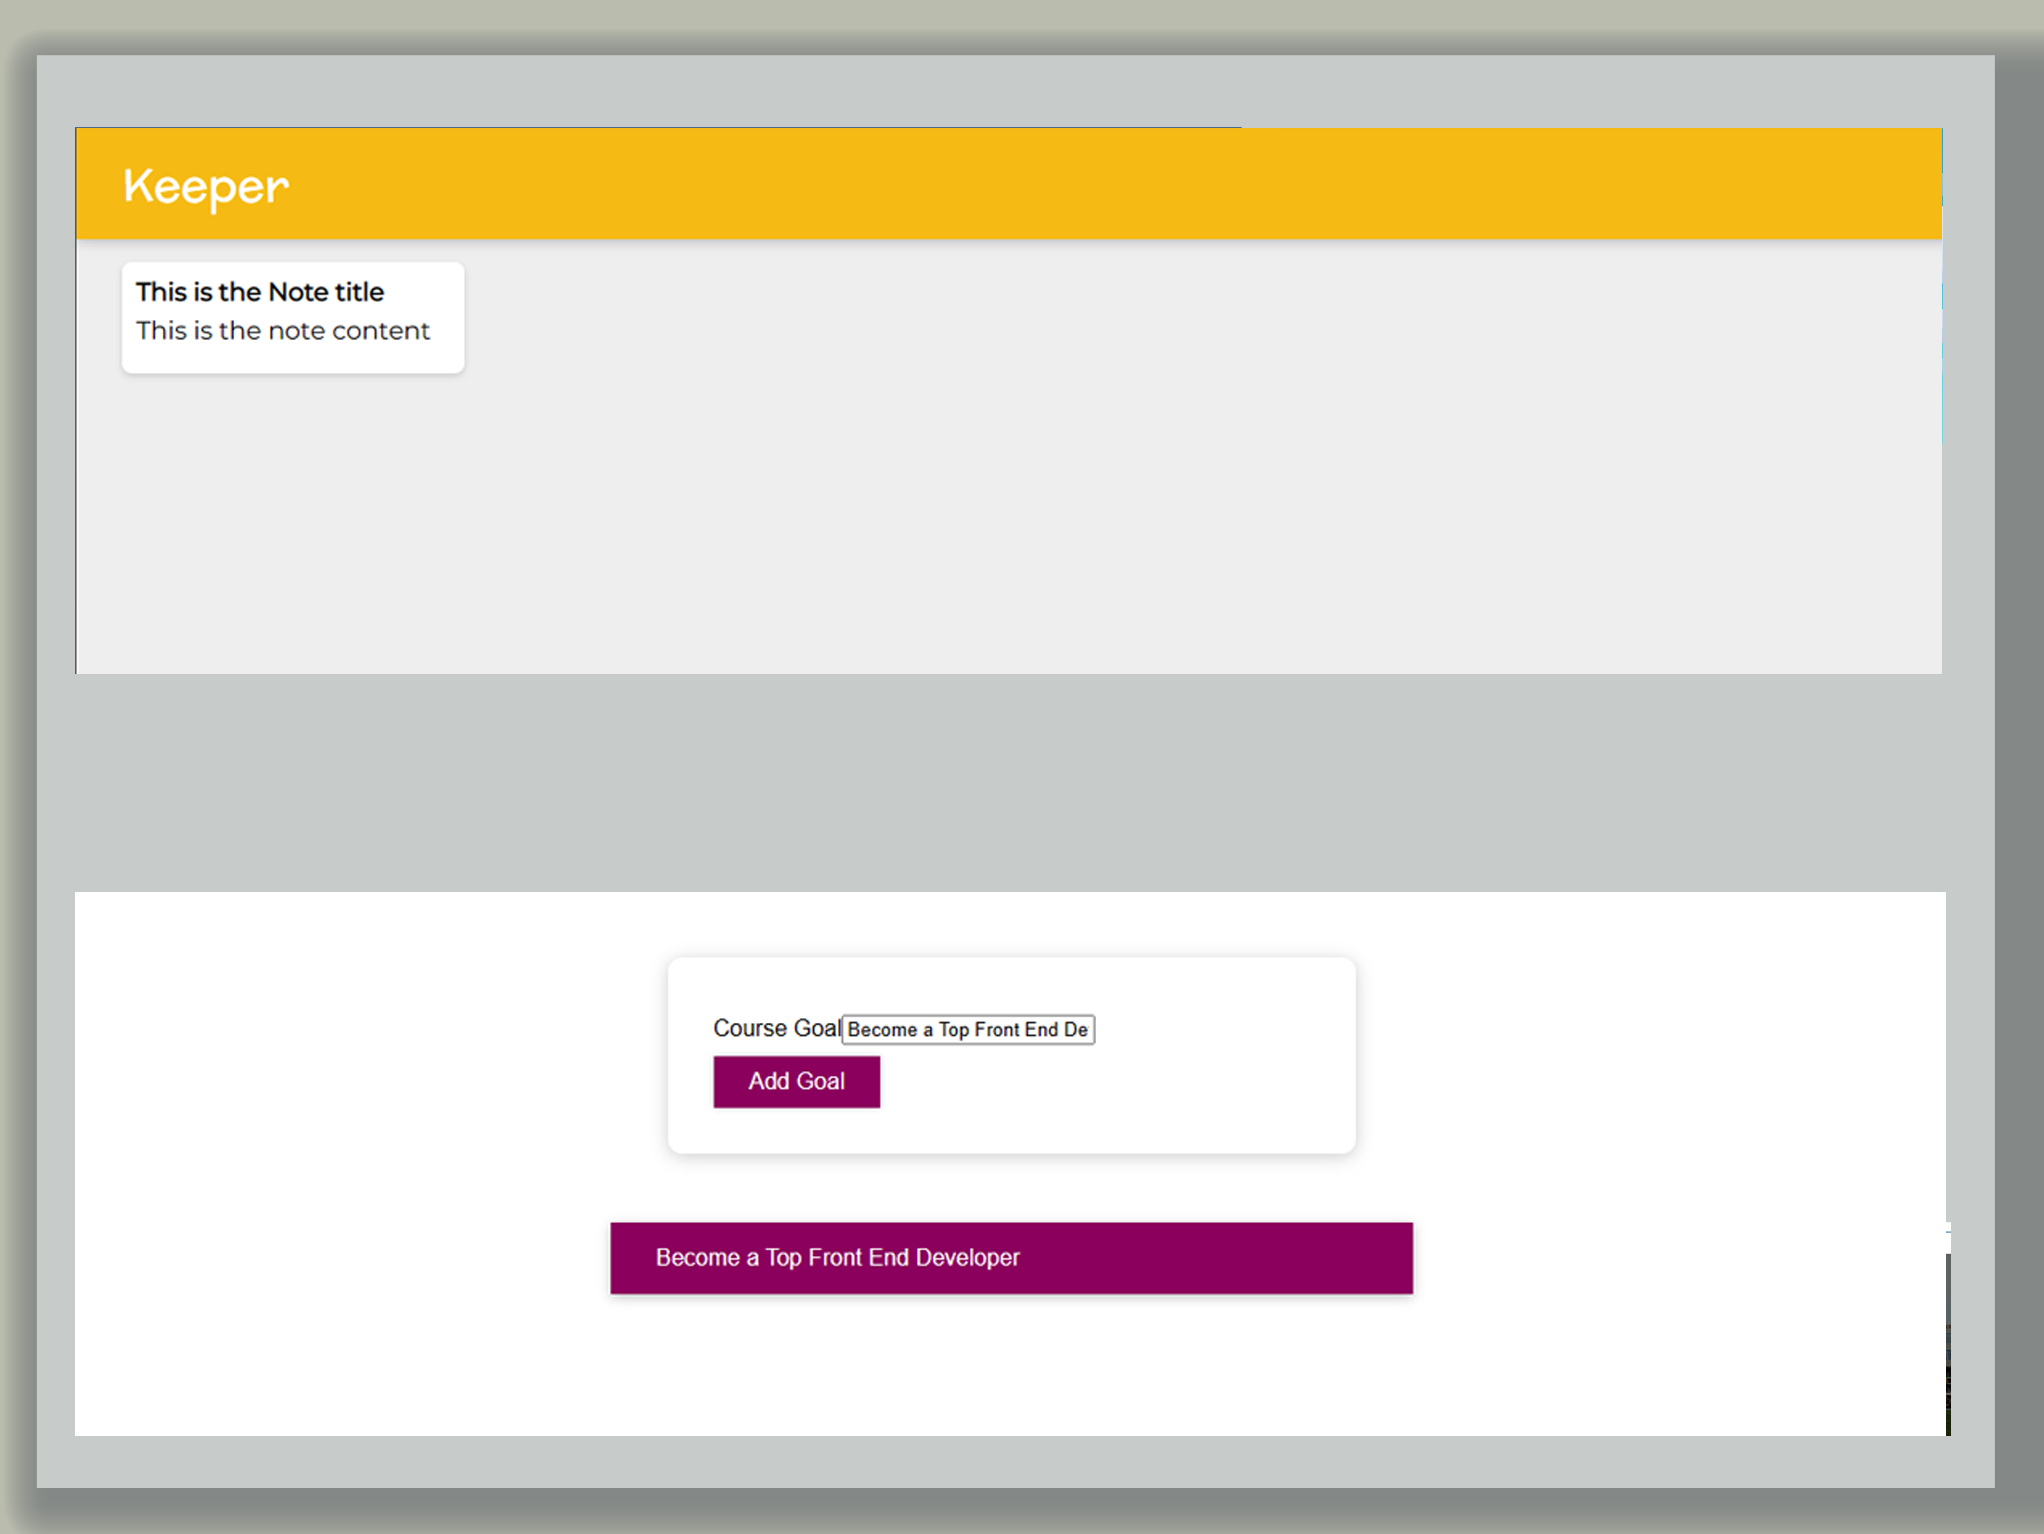 Keeper
This is the Note title
This is the note content
Course Goal Become a Top Front End De
Add Goal
Become a Top Front End Developer